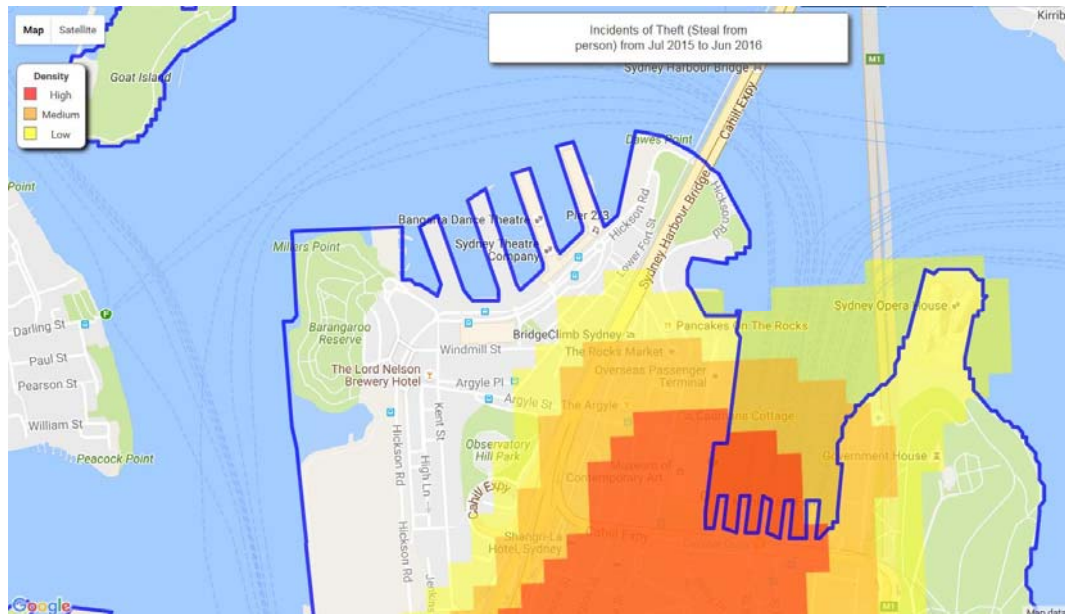 Map Satellite
Density
High
Medium
Low
Goat Island
Incidents of Theft (Steal from
person) from Jul 2015 to Jun 2016
Kirrib
Sydney Harbour Bridge
M1
Cahill Expy
Point
Dawes Point
Hickson Rd
Hickson Rd
Lower Fort St
Sydney Harbour Bridge
Bangarra Dance Theatre
Pier 2/3
Sydney Theatre
Company
Millers Point
Sydney Opera House
Darling St
Paul St
Pearson St
William St
Peacock Point
Barangaroo
Reserve
BridgeClimb Sydney
Pancakes On The Rocks
Windmill St
The Rocks Market
Overseas Passenger
Terminal
The Lord Nelson
Brewery Hotel
Argyle Pl
Argyle St
The Argyle
Cottage
Kent St
High Ln
Hickson Rd
Hickson Rd
Observatory
Hill Park
Museum of
Contemporary Art
Government House
Cahill Expy
Cahill Expy
Shangri-La
Hotel, Sydney
Jenkins
M1
Google
Map data